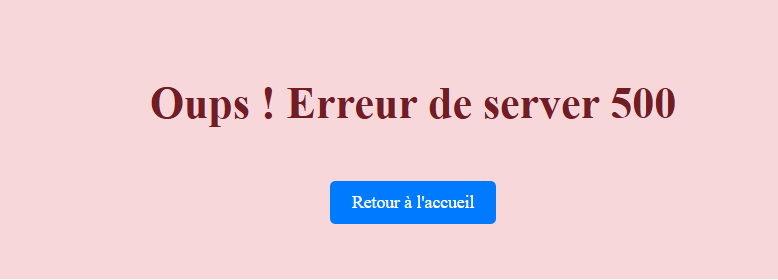 Oups ! Erreur de server 500
Retour à l'accueil